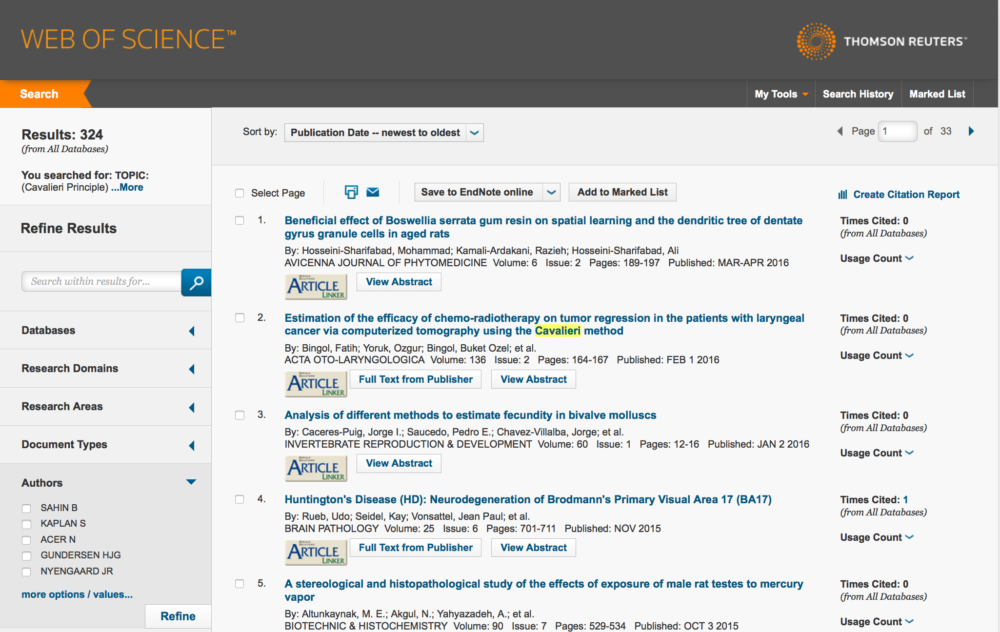 WEB OF SCIENCE™
THOMSON REUTERS™
Search
My Tools
Search History
Marked List
Results: 324
(from All Databases)
You searched for: TOPIC:
(Cavalieri Principle) ...More
Refine Results
Search within results for...
Databases
Research Domains
Research Areas
Document Types
Authors
SAHIN B
KAPLAN S
ACER N
GUNDERSEN HJG
NYENGAARD JR
more options / values...
Refine
Sort by: Publication Date -- newest to oldest
Page 1 of 33
Select Page
Save to EndNote online
Add to Marked List
Create Citation Report
1. Beneficial effect of Boswellia serrata gum resin on spatial learning and the dendritic tree of dentate
gyrus granule cells in aged rats
By: Hosseini-Sharifabad, Mohammad; Kamali-Ardakani, Razieh; Hosseini-Sharifabad, Ali
AVICENNA JOURNAL OF PHYTOMEDICINE Volume: 6 Issue: 2 Pages: 189-197 Published: MAR-APR 2016
SERIALS SOLUTIONS
ARTICLE
LINKER
View Abstract
Times Cited: 0
(from All Databases)
Usage Count
2. Estimation of the efficacy of chemo-radiotherapy on tumor regression in the patients with laryngeal
cancer via computerized tomography using the Cavalieri method
By: Bingol, Fatih; Yoruk, Ozgur; Bingol, Buket Ozel; et al.
ACTA OTO-LARYNGOLOGICA Volume: 136 Issue: 2 Pages: 164-167 Published: FEB 1 2016
SERIALS SOLUTIONS
ARTICLE
LINKER
Full Text from Publisher
View Abstract
Times Cited: 0
(from All Databases)
Usage Count
3. Analysis of different methods to estimate fecundity in bivalve molluscs
By: Caceres-Puig, Jorge I.; Saucedo, Pedro E.; Chavez-Villalba, Jorge; et al.
INVERTEBRATE REPRODUCTION & DEVELOPMENT Volume: 60 Issue: 1 Pages: 12-16 Published: JAN 2 2016
SERIALS SOLUTIONS
ARTICLE
LINKER
View Abstract
Times Cited: 0
(from All Databases)
Usage Count
4. Huntington's Disease (HD): Neurodegeneration of Brodmann's Primary Visual Area 17 (BA17)
By: Rueb, Udo; Seidel, Kay; Vonsattel, Jean Paul; et al.
BRAIN PATHOLOGY Volume: 25 Issue: 6 Pages: 701-711 Published: NOV 2015
SERIALS SOLUTIONS
ARTICLE
LINKER
Full Text from Publisher
View Abstract
Times Cited: 1
(from All Databases)
Usage Count
5. A stereological and histopathological study of the effects of exposure of male rat testes to mercury
vapor
By: Altunkaynak, M. E.; Akgul, N.; Yahyazadeh, A.; et al.
BIOTECHNIC & HISTOCHEMISTRY Volume: 90 Issue: 7 Pages: 529-534 Published: OCT 3 2015
Times Cited: 0
(from All Databases)
Usage Count